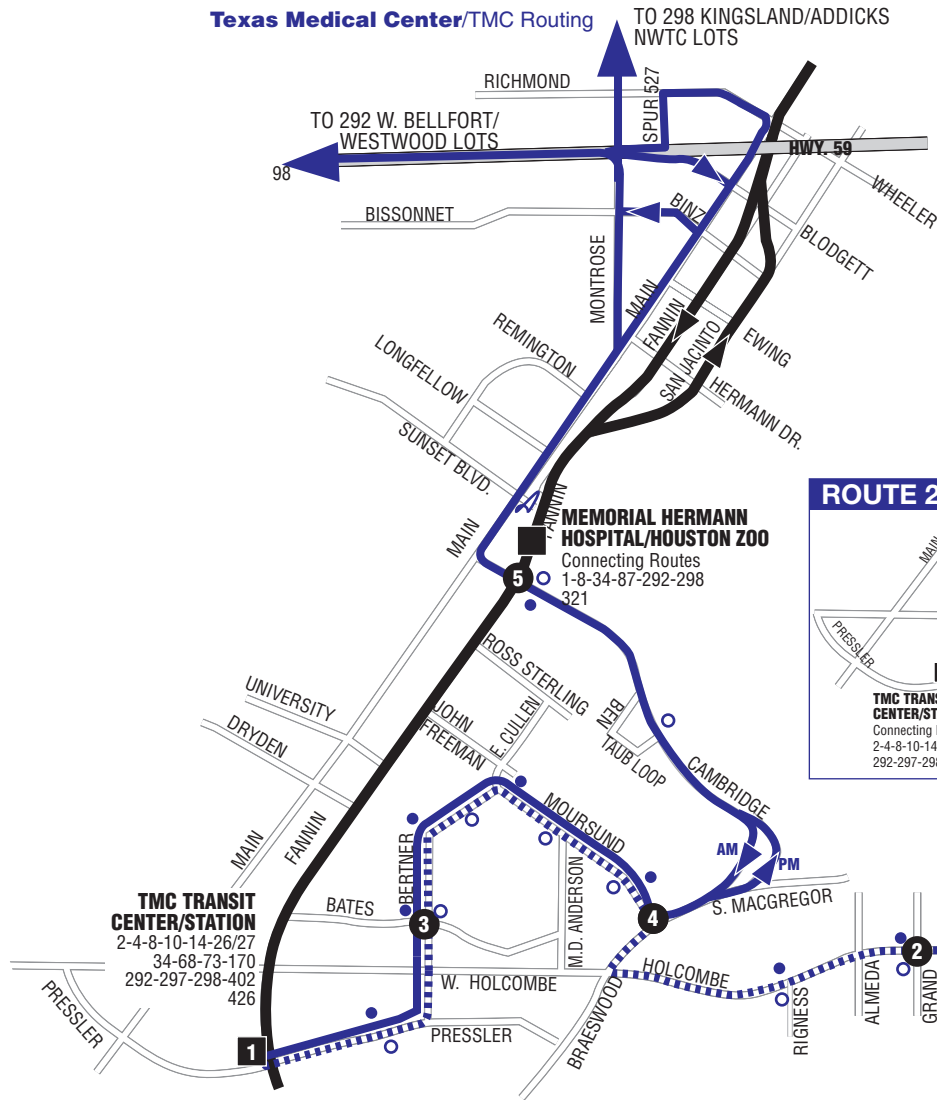 Texas Medical Center/TMC Routing
TO 298 KINGSLAND/ADDICKS
NWTC LOTS
RICHMOND
SPUR 527
TO 292 W. BELLFORT/
WESTWOOD LOTS
HWY. 59
98
WHEELER
BISSONNET
BINZ
BLODGETT
MONTROSE
MAIN
FANNIN
SAN JACINTO
EWING
REMINGTON
LONGFELLOW
HERMANN DR.
SUNSET BLVD.
MAIN
FANNIN
MEMORIAL HERMANN
HOSPITAL/HOUSTON ZOO
Connecting Routes
1-8-34-87-292-298
321
5
ROUTE 2
MAIN
PRESSLER
TMC TRANS
CENTER/ST
Connecting
2-4-8-10-14
292-297-298
ROSS STERLING
UNIVERSITY
DRYDEN
JOHN
FREEMAN
E. CULLEN
BEN
TAUB LOOP
CAMBRIDGE
MOURSUND
AM
PM
MAIN
FANNIN
BERTNER
TMC TRANSIT
CENTER/STATION
2-4-8-10-14-26/27
34-68-73-170
292-297-298-402
426
BATES
3
M.D. ANDERSON
4
S. MACGREGOR
2
W. HOLCOMBE
HOLCOMBE
PRESSLER
PRESSLER
BRAESWOOD
RIGNESS
ALMEDA
GRAND
1